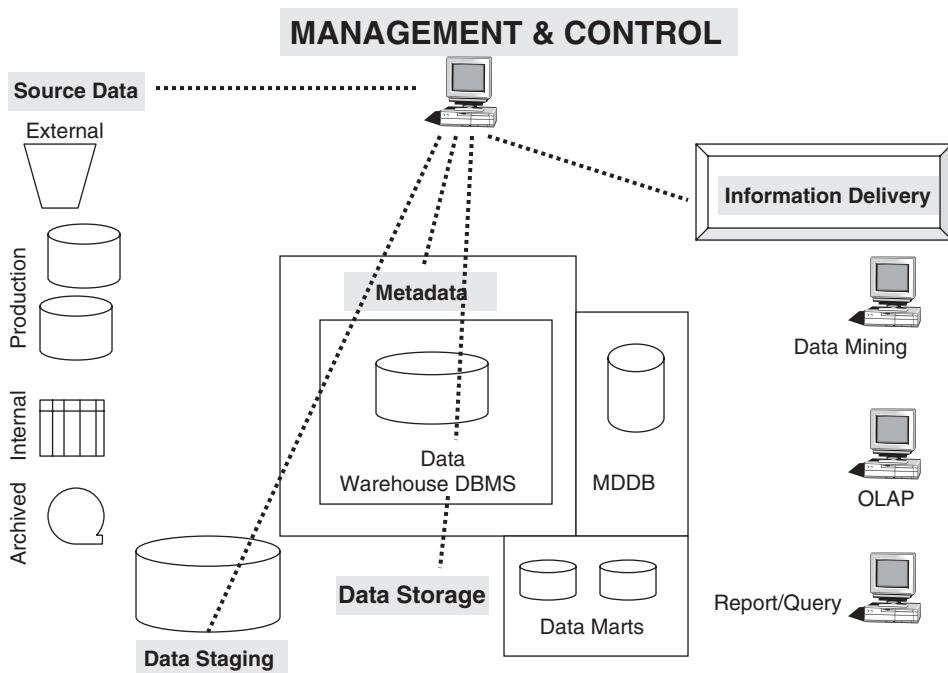 MANAGEMENT & CONTROL
Source Data
External
Production
Internal
Archived
Information Delivery
Metadata
Data
Warehouse DBMS
MDDB
Data Mining
OLAP
Report/Query
Data Storage
Data Marts
Data Staging